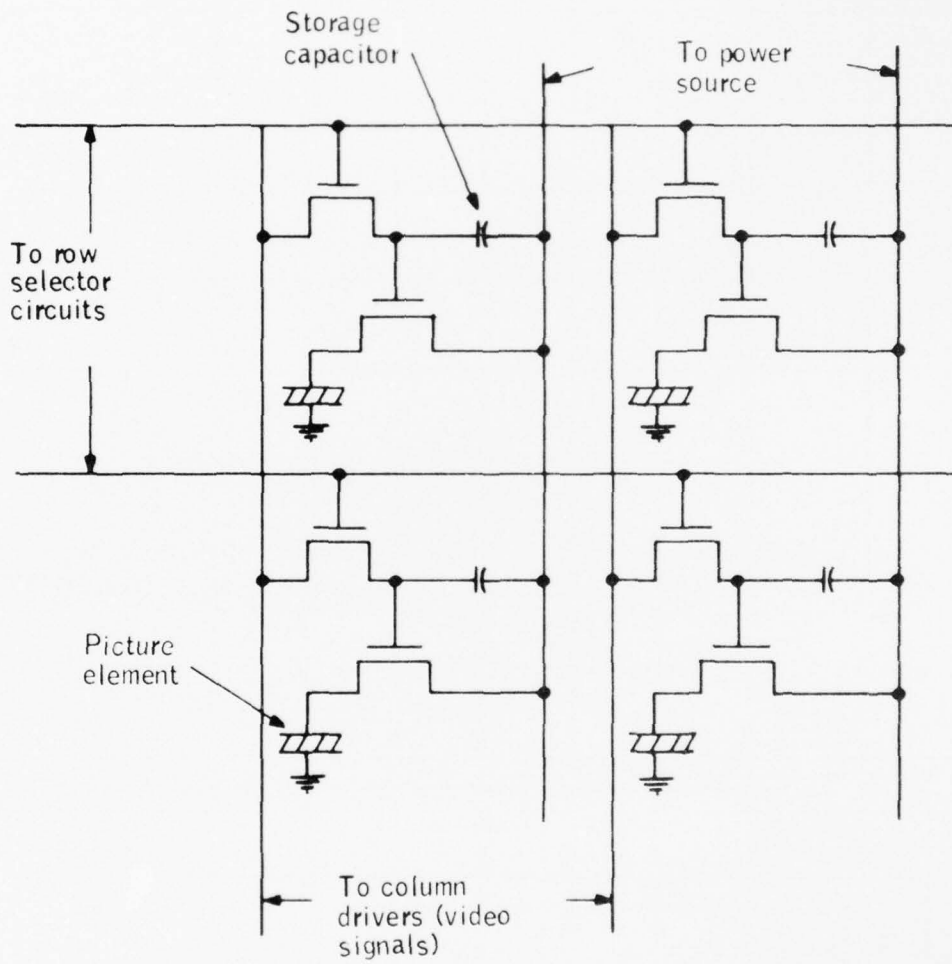 Storage
capacitor
To power
source
To row
selector
circuits
Picture
element
To column
drivers (video
signals)